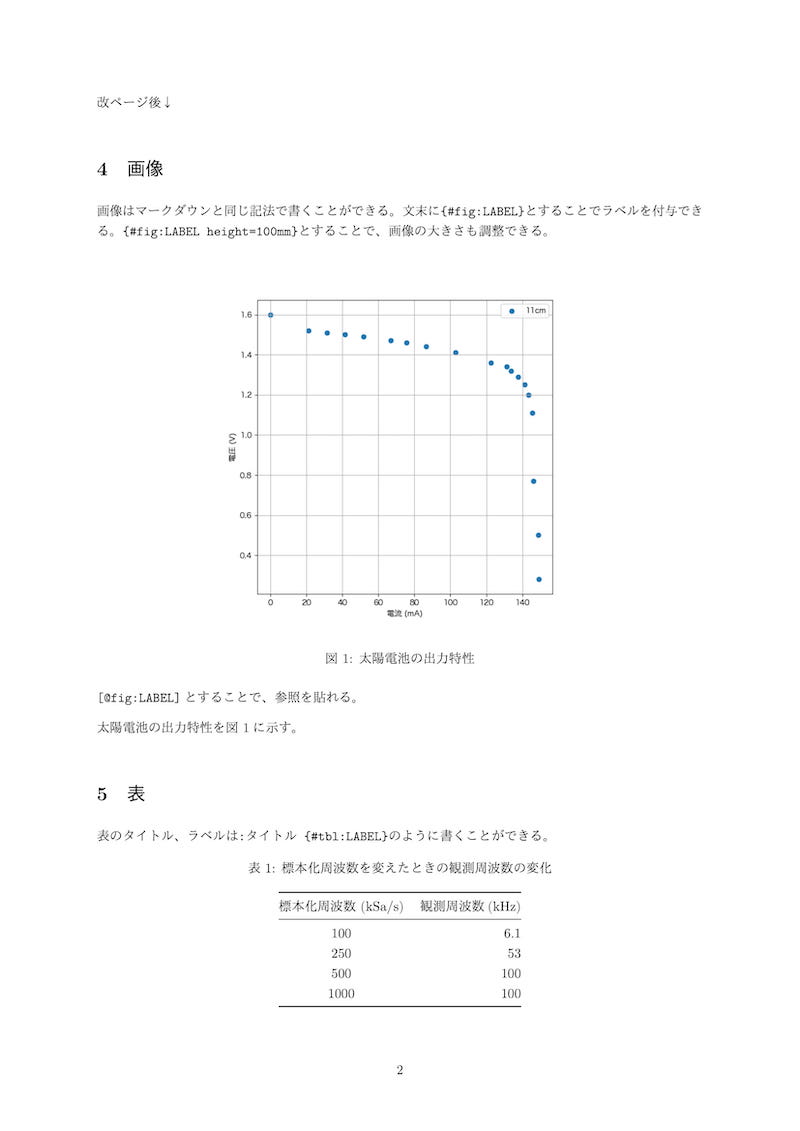 改ページ後↓
4 画像
画像はマークダウンと同じ記法で書くことができる。文末に{#fig:LABEL}とすることでラベルを付与でき
る。{#fig:LABEL height=100mm}とすることで、画像の大きさも調整できる。
11cm
1.6
1.4
1.2
1.0
0.8
0.6
0.4
電圧 (V)
0 20 40 60 80 100 120 140
電流 (mA)
図 1: 太陽電池の出力特性
[@fig:LABEL] とすることで、参照を貼れる。
太陽電池の出力特性を図 1 に示す。
5 表
表のタイトル、ラベルは:タイトル {#tbl:LABEL}のように書くことができる。
表 1: 標本化周波数を変えたときの観測周波数の変化
標本化周波数 (kSa/s) 観測周波数 (kHz)
100 6.1
250 53
500 100
1000 100
2